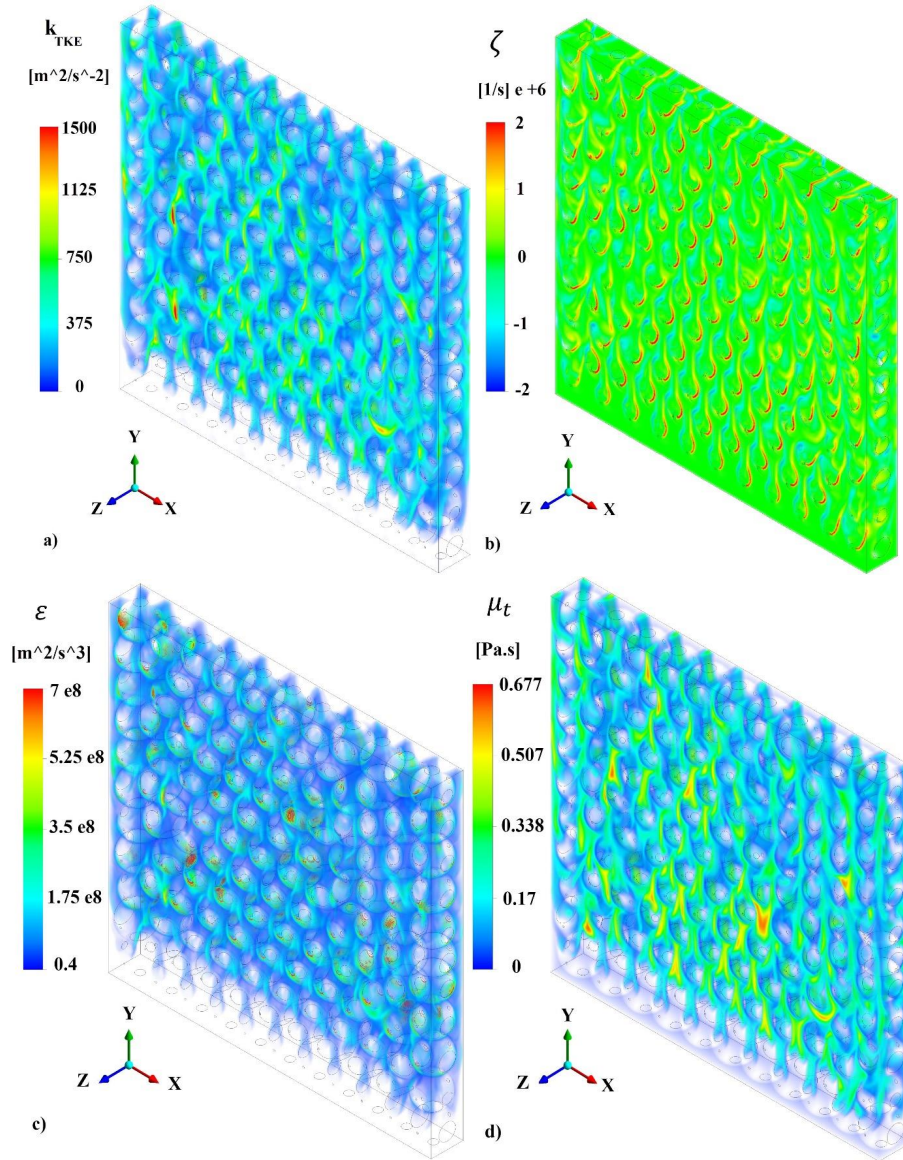 k_TKE
[m^2/s^-2]
1500
1125
750
375
0
Y
Z
X
a)
ζ
[1/s] e +6
2
1
0
-1
-2
Y
Z
X
b)
ε
[m^2/s^3]
7 e8
5.25 e8
3.5 e8
1.75 e8
0.4
Y
Z
X
c)
μ_t
[Pa.s]
0.677
0.507
0.338
0.17
0
Y
Z
X
d)